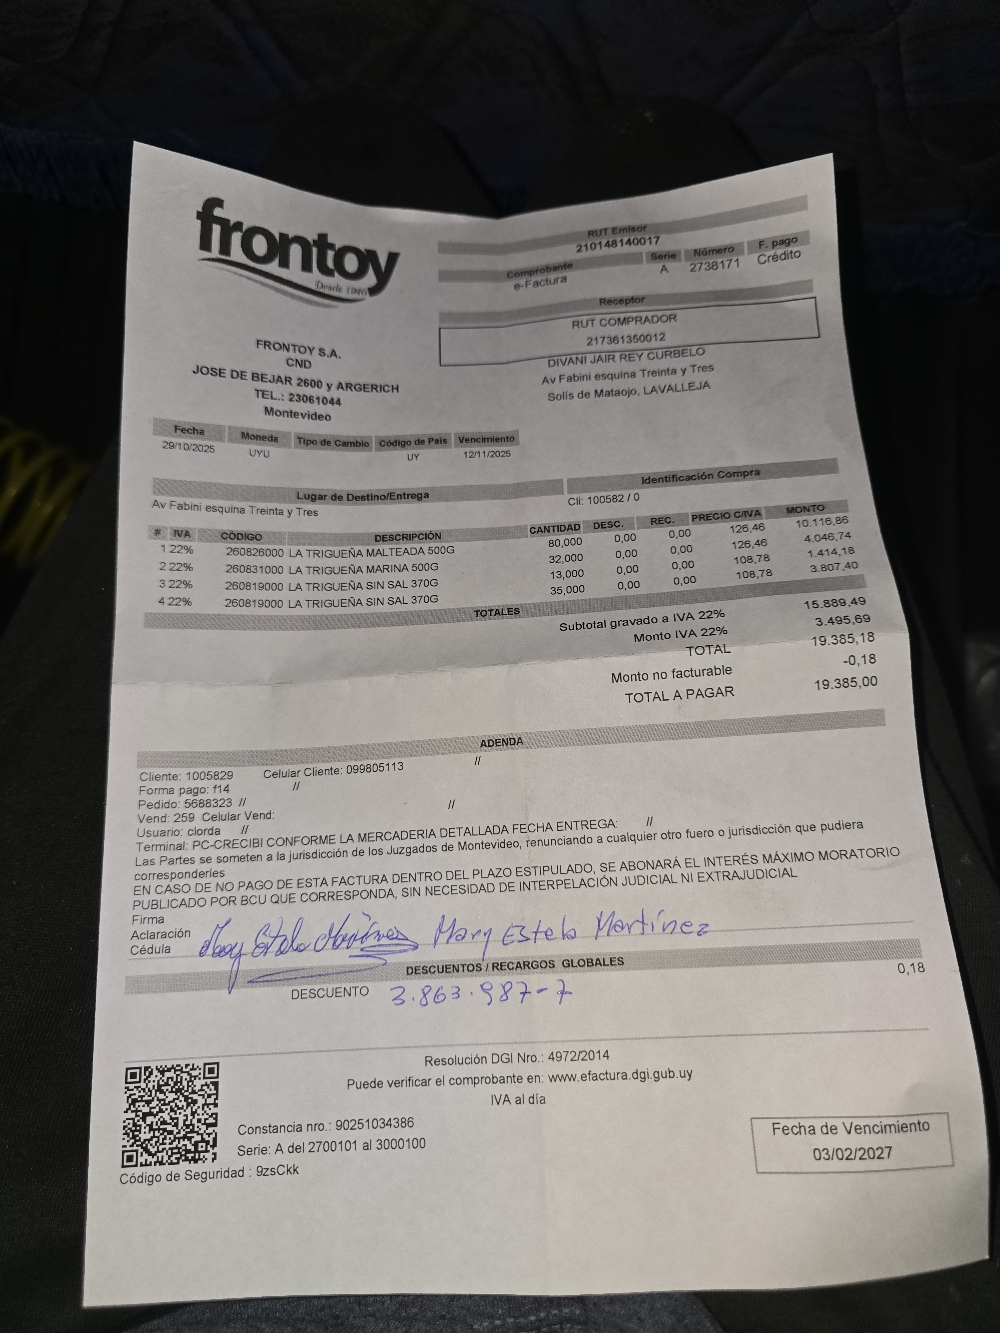 frontoy
Desde 1940
FRONTOY S.A.
CND
JOSE DE BEJAR 2600 y ARGERICH
TEL.: 23061044
Montevideo
RUT Emisor
210148140017
Comprobante Serie Número F. pago
e-Factura A 2738171 Crédito
Receptor
RUT COMPRADOR
217361350012
DIVANI JAIR REY CURBELO
Av Fabini esquina Treinta y Tres
Solís de Mataojo, LAVALLEJA
Fecha Moneda Tipo de Cambio Código de País Vencimiento
29/10/2025 UYU UY 12/11/2025
Lugar de Destino/Entrega Identificación Compra
Av Fabini esquina Treinta y Tres Cli: 100582 / 0
# IVA CÓDIGO DESCRIPCIÓN CANTIDAD DESC. REC. PRECIO C/IVA MONTO
1 22% 260826000 LA TRIGUEÑA MALTEADA 500G 80,000 0,00 0,00 126,46 10.116,86
2 22% 260831000 LA TRIGUEÑA MARINA 500G 32,000 0,00 0,00 126,46 4.046,74
3 22% 260819000 LA TRIGUEÑA SIN SAL 370G 13,000 0,00 0,00 108,78 1.414,18
4 22% 260819000 LA TRIGUEÑA SIN SAL 370G 35,000 0,00 0,00 108,78 3.807,40
TOTALES
Subtotal gravado a IVA 22% 15.889,49
Monto IVA 22% 3.495,69
TOTAL 19.385,18
Monto no facturable -0,18
TOTAL A PAGAR 19.385,00
ADENDA
Cliente: 1005829 Celular Cliente: 099805113 //
Forma pago: f14 //
Pedido: 5688323 //
Vend: 259 Celular Vend: //
Usuario: clorda //
Terminal: PC-CRECIBI CONFORME LA MERCADERIA DETALLADA FECHA ENTREGA: //
Las Partes se someten a la jurisdicción de los Juzgados de Montevideo, renunciando a cualquier otro fuero o jurisdicción que pudiera
corresponderles
EN CASO DE NO PAGO DE ESTA FACTURA DENTRO DEL PLAZO ESTIPULADO, SE ABONARÁ EL INTERÉS MÁXIMO MORATORIO
PUBLICADO POR BCU QUE CORRESPONDA, SIN NECESIDAD DE INTERPELACIÓN JUDICIAL NI EXTRAJUDICIAL
Firma
Aclaración
Cédula Mary Estela Martínez Mary Estela Martínez
DESCUENTOS / RECARGOS GLOBALES
DESCUENTO 3.863.987-7 0,18
Resolución DGI Nro.: 4972/2014
Puede verificar el comprobante en: www.efactura.dgi.gub.uy
IVA al día
Constancia nro.: 90251034386
Serie: A del 2700101 al 3000100
Código de Seguridad : 9zsCkk
Fecha de Vencimiento
03/02/2027